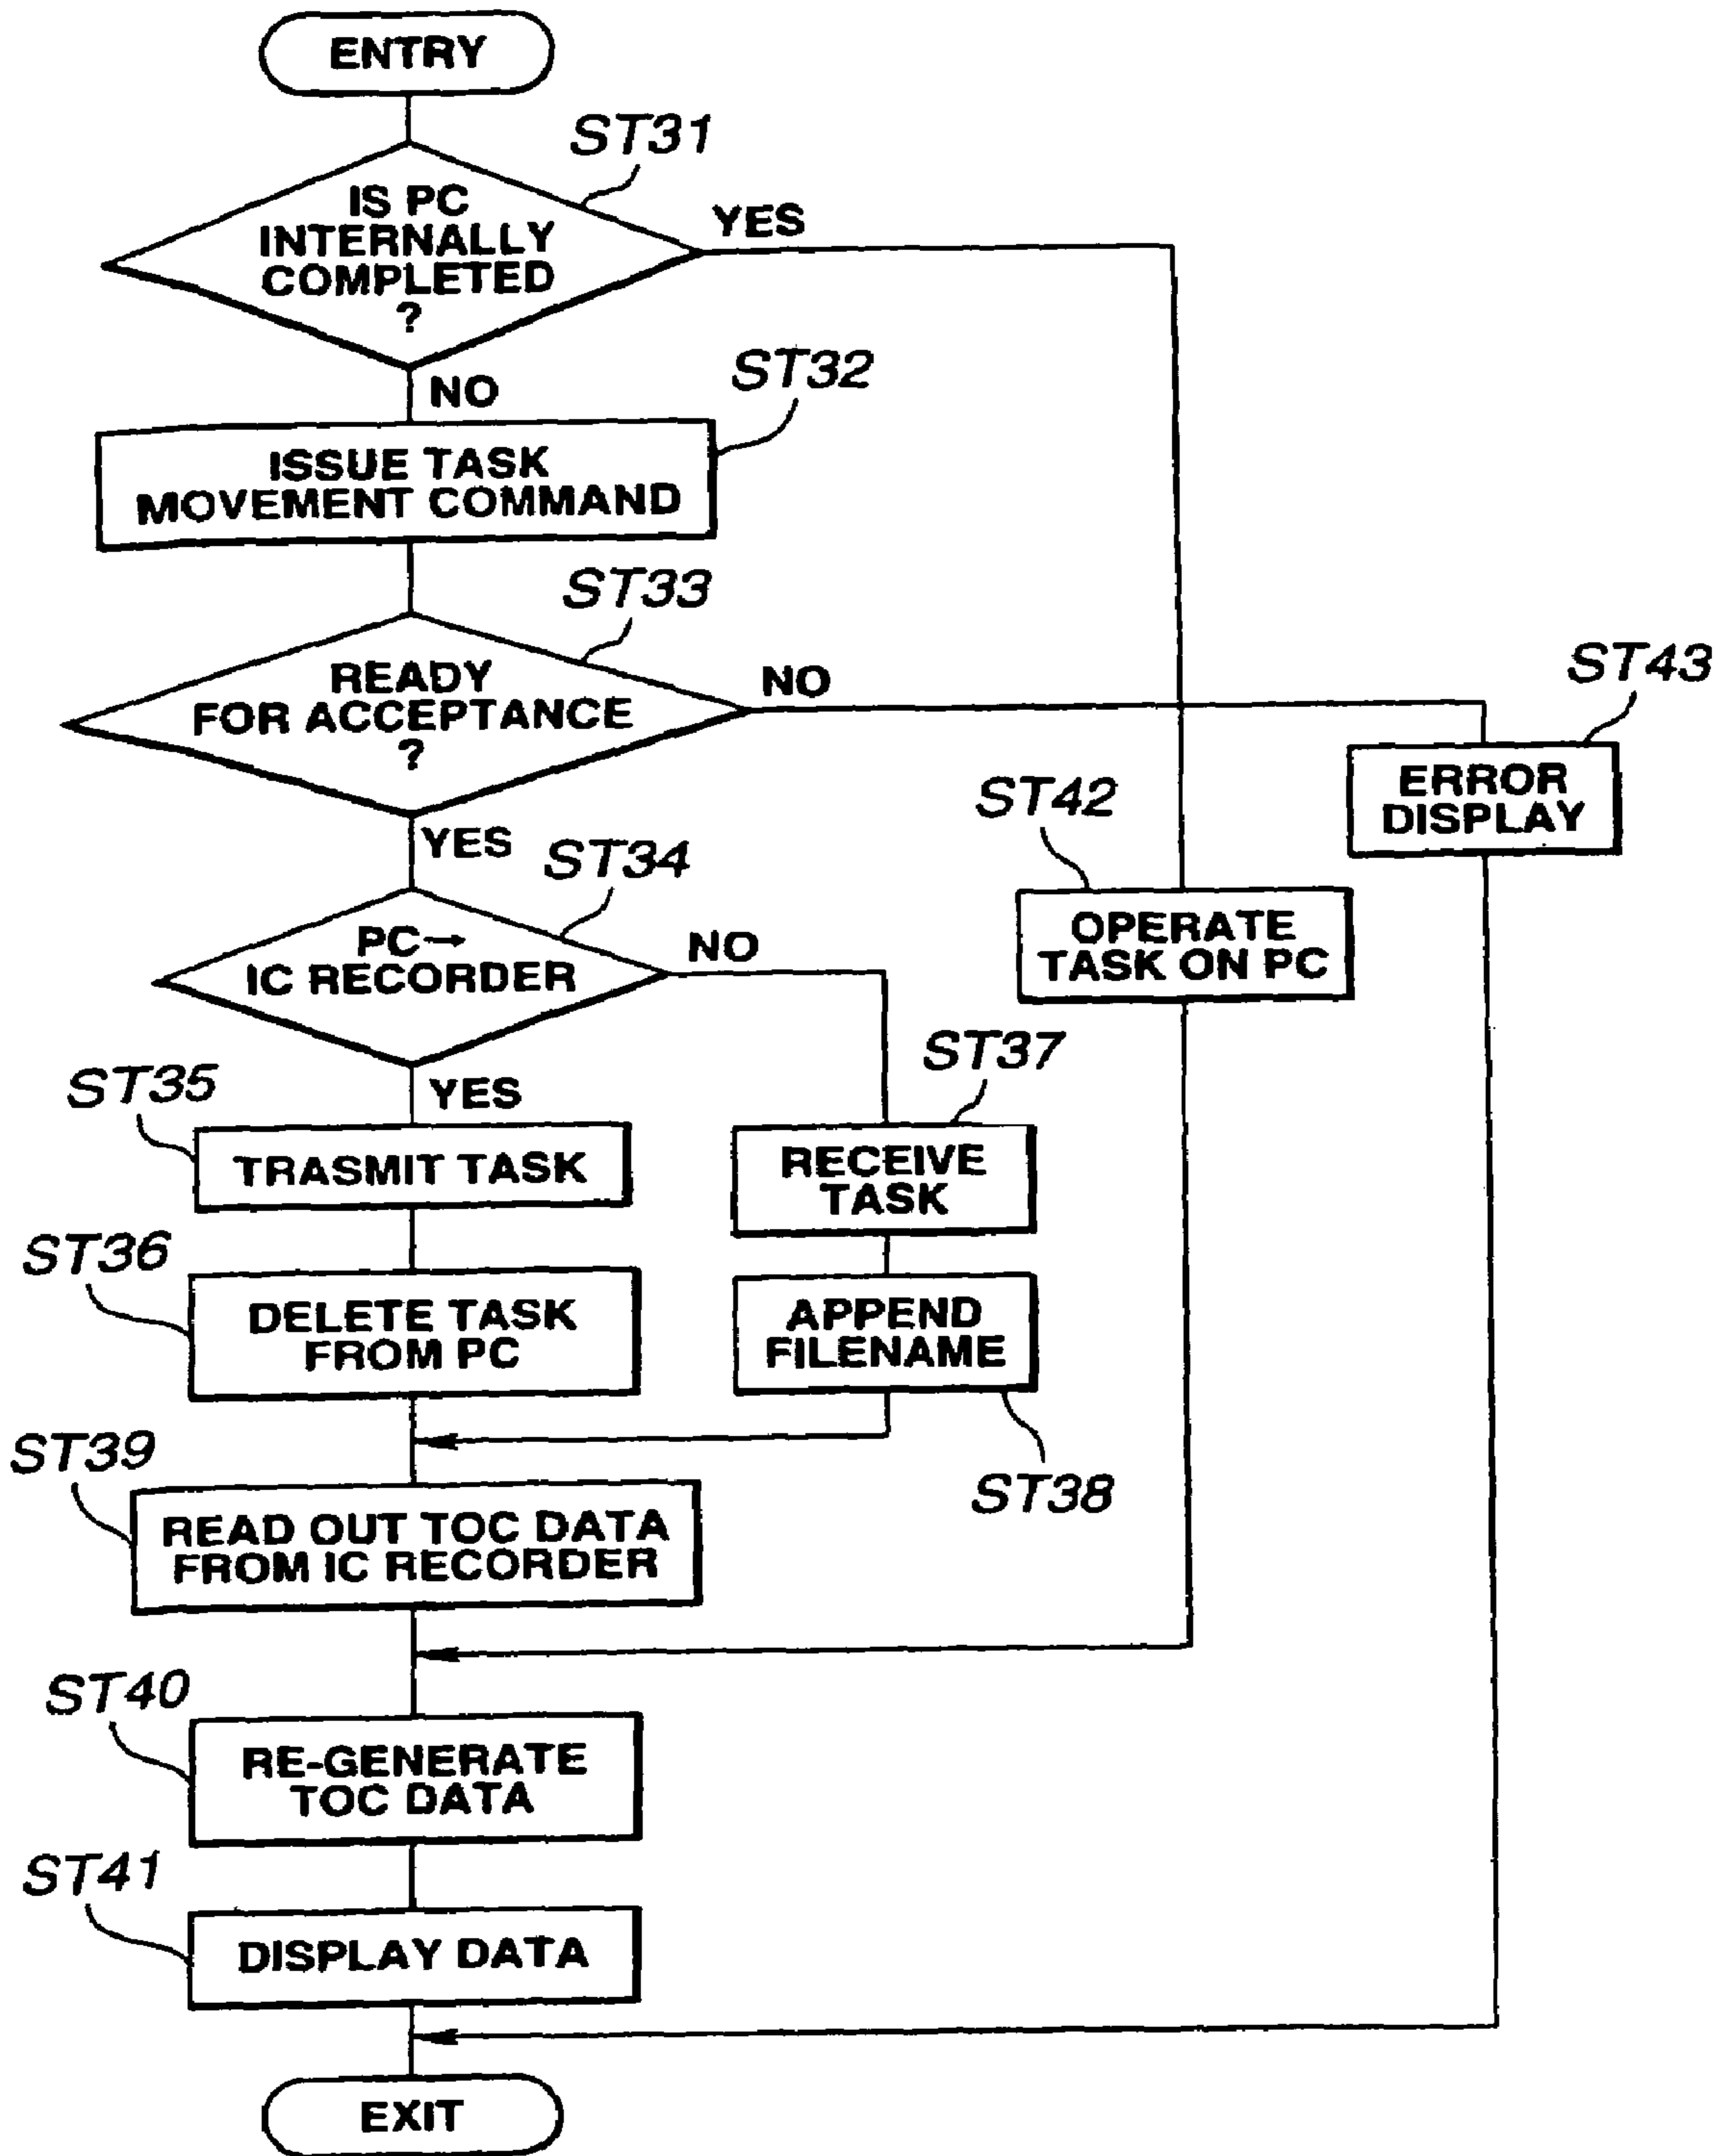 ENTRY
ST31
IS PC
INTERNALLY
COMPLETED
?
YES
NO
ST32
ISSUE TASK
MOVEMENT COMMAND
ST33
READY
FOR ACCEPTANCE
?
NO
ST43
ERROR
DISPLAY
YES
ST42
OPERATE
TASK ON PC
ST34
PC→
IC RECORDER
NO
YES
ST35
TRASMIT TASK
ST37
RECEIVE
TASK
ST36
DELETE TASK
FROM PC
APPEND
FILENAME
ST38
ST39
READ OUT TOC DATA
FROM IC RECORDER
ST40
RE-GENERATE
TOC DATA
ST41
DISPLAY DATA
EXIT